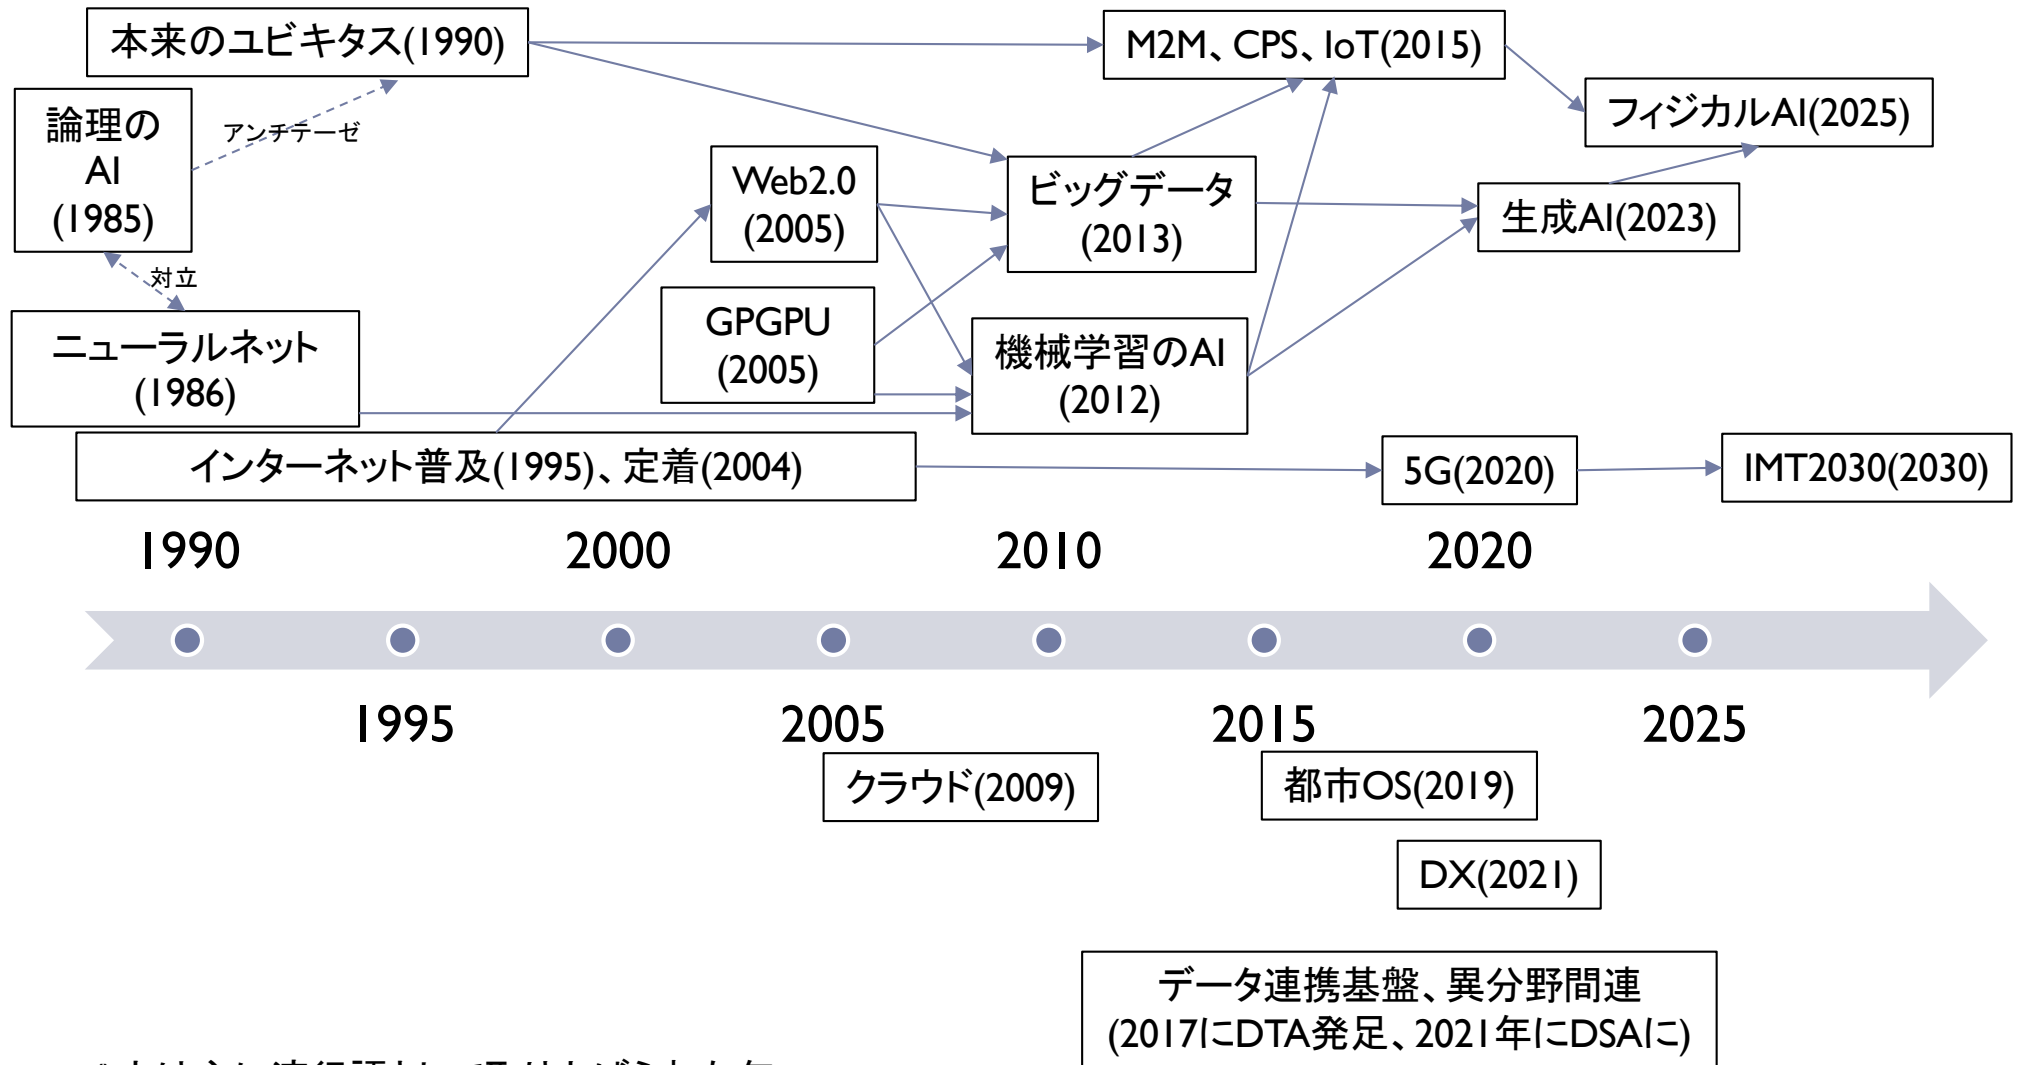 本来のユビキタス(1990)
M2M、CPS、IoT(2015)
論理の
AI
(1985)
アンチテーゼ
フィジカルAI(2025)
Web2.0
(2005)
ビッグデータ
(2013)
生成AI(2023)
対立
ニューラルネット
(1986)
GPGPU
(2005)
機械学習のAI
(2012)
インターネット普及(1995)、定着(2004)
5G(2020)
IMT2030(2030)
1990
2000
2010
2020
1995
2005
2015
2025
クラウド(2009)
都市OS(2019)
DX(2021)
データ連携基盤、異分野間連
(2017にDTA発足、2021年にDSAに)